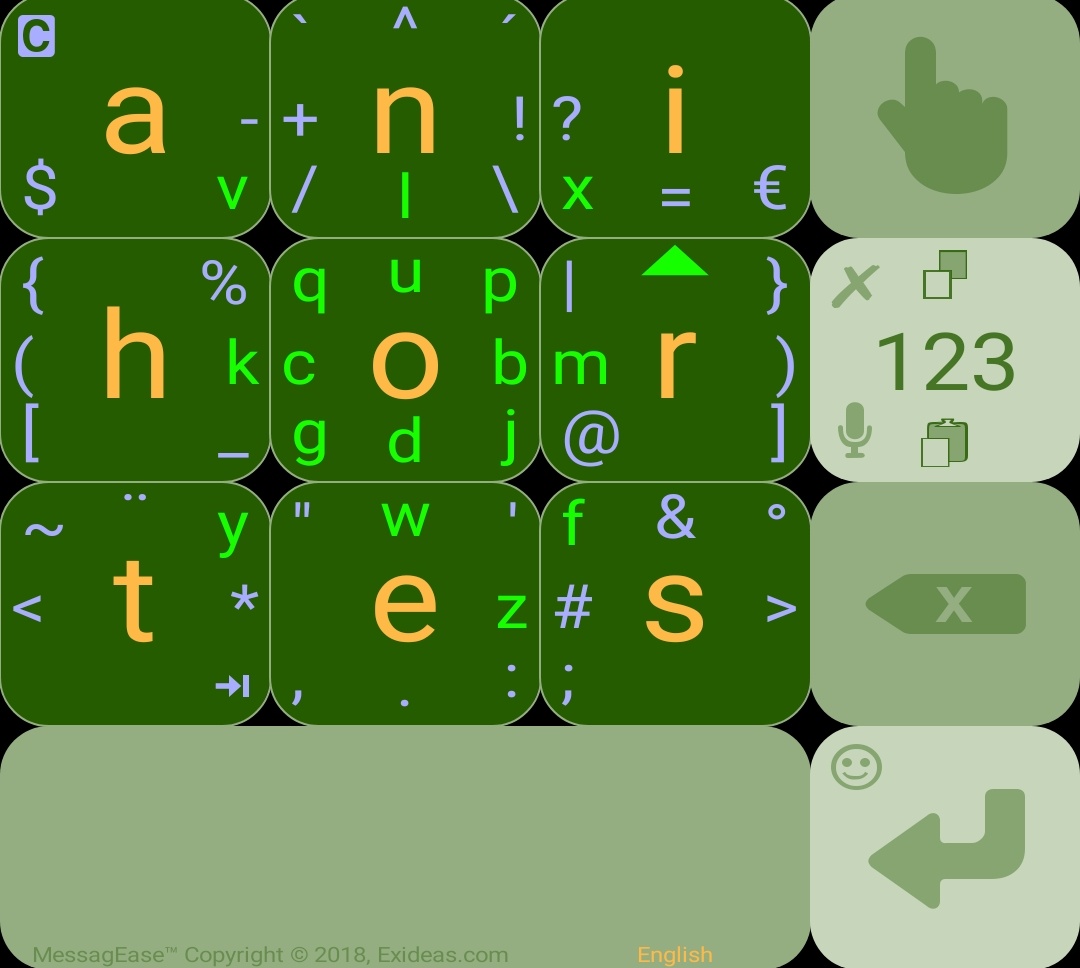 C
` ^ ´
a - + n ! ? i
$ v / l \ x = €
{ % q u p | }
( h k c o b m r )
[ _ g d j @ ]
~ ¨ y " w ' f & °
< t * e z # s >
, . : ;
123
X
MessagEase™ Copyright © 2018, Exideas.com English